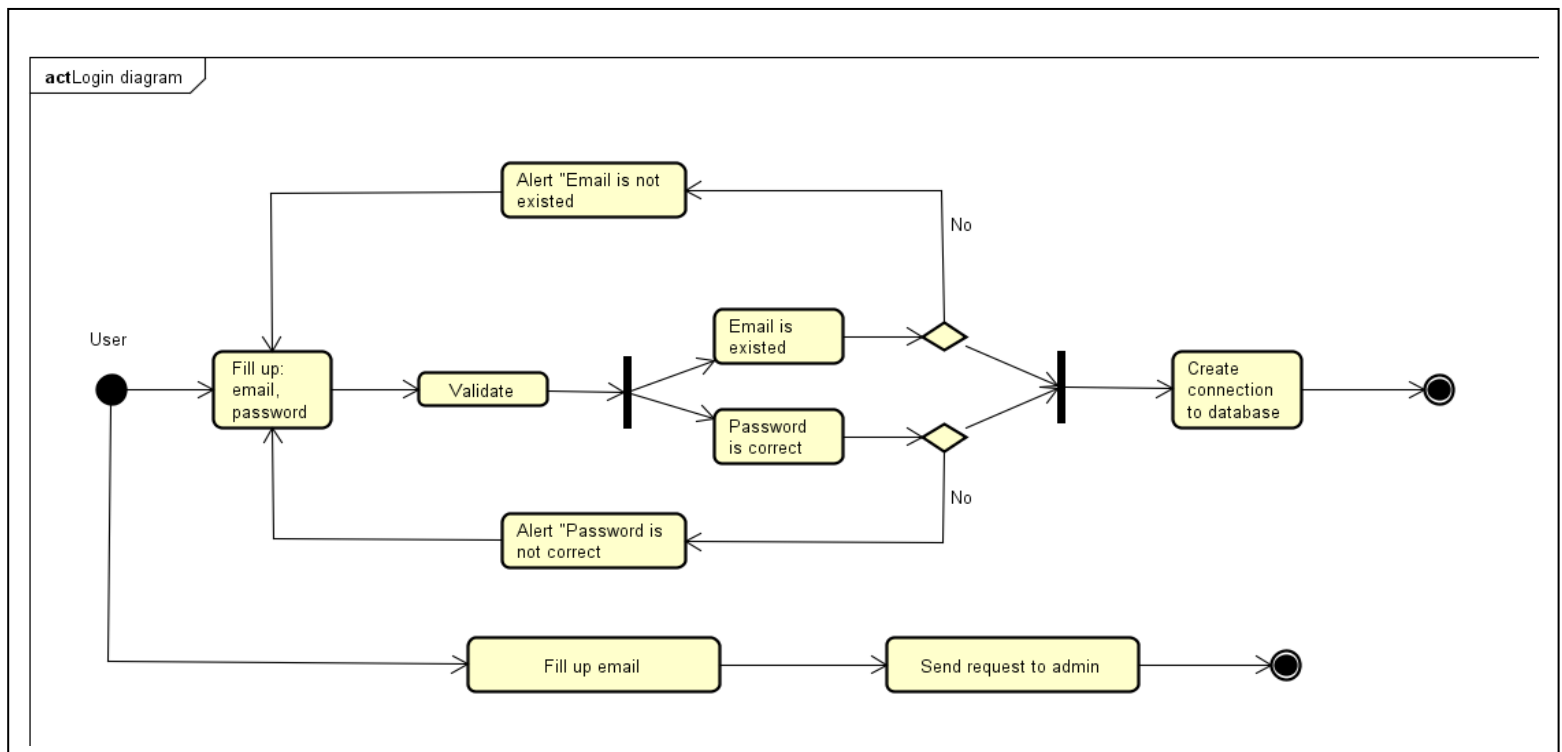 actLogin diagram
Alert "Email is not
existed
No
User
Email is
existed
Fill up:
email,
password
Validate
Create
connection
to database
Password
is correct
No
Alert "Password is
not correct
Fill up email
Send request to admin